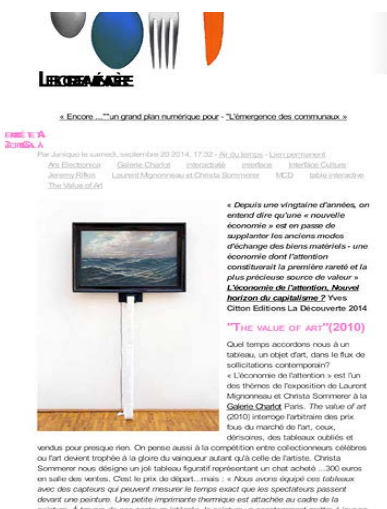 « Encore ...""un grand plan numérique pour - "L'émergence des communaux »
Par Janique le samedi, septembre 20 2014, 17:32 - Air du temps - Lien permanent
Ars Electronica Galerie Charlot interactivité interface Interface Culture
Jeremy Rifkin Laurent Mignonneau et Christa Sommerer MCD table interactive
The Value of Art
« Depuis une vingtaine d'années, on
entend dire qu'une « nouvelle
économie » est en passe de
supplanter les anciens modes
d'échange des biens matériels - une
économie dont l'attention
constituerait la première rareté et la
plus précieuse source de valeur »
L'économie de l'attention, Nouvel
horizon du capitalisme ? Yves
Citton Editions La Découverte 2014
"The value of art"(2010)
Quel temps accordons nous à un
tableau, un objet d'art, dans le flux de
sollicitations contemporain?
« L'économie de l'attention » est l'un
des thèmes de l'exposition de Laurent
Mignonneau et Christa Sommerer à la
Galerie Charlot Paris. The value of art
(2010) interroge l'arbitraire des prix
fous du marché de l'art, ceux,
dérisoires, des tableaux oubliés et
vendus pour presque rien. On pense aussi à la compétition entre collectionneurs célèbres
ou l'art devient trophée à la gloire du vainqueur autant qu'à celle de l'artiste. Christa
Sommerer nous désigne un joli tableau figuratif représentant un chat acheté ...300 euros
en salle des ventes. C'est le prix de départ...mais : « Nous avons équipé ces tableaux
avec des capteurs qui peuvent mesurer le temps exact que les spectateurs passent
devant une peinture. Une petite imprimante thermique est attachée au cadre de la